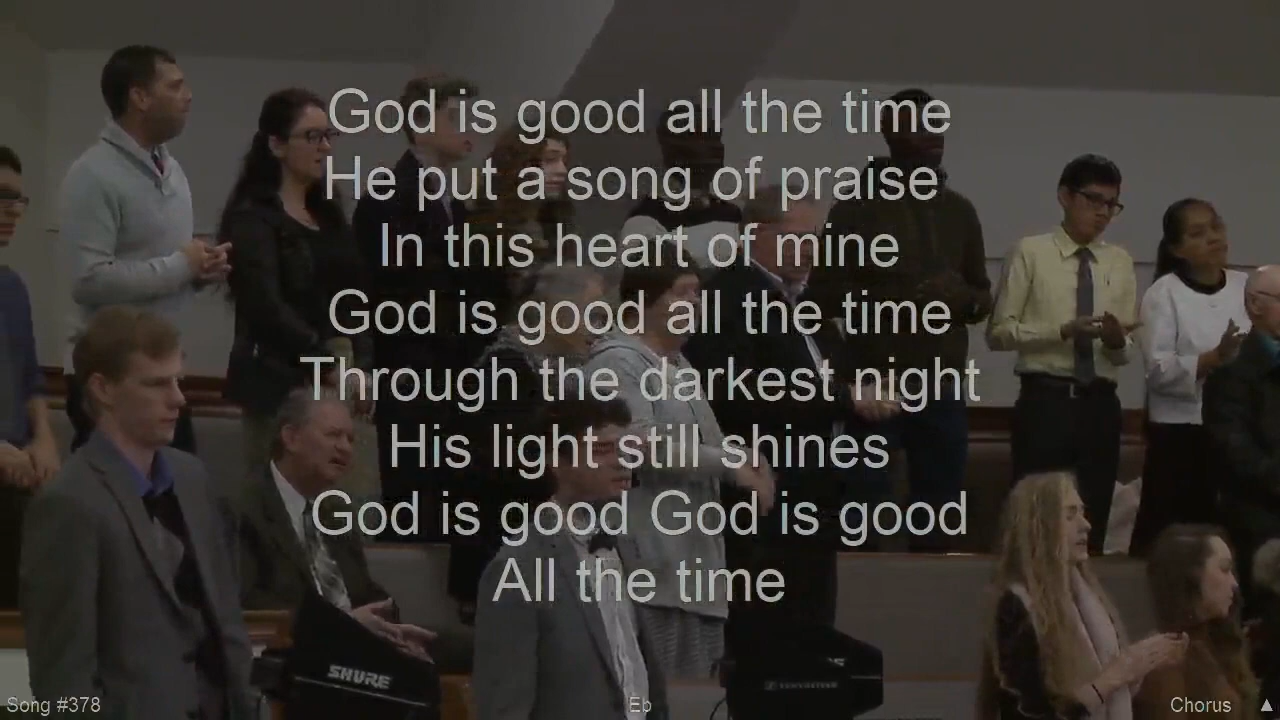 God is good all the time
He put a song of praise
In this heart of mine
God is good all the time
Through the darkest night
His light still shines
God is good God is good
All the time
SHURE
SENNHEISER
Song #378
Eb
Chorus ▲